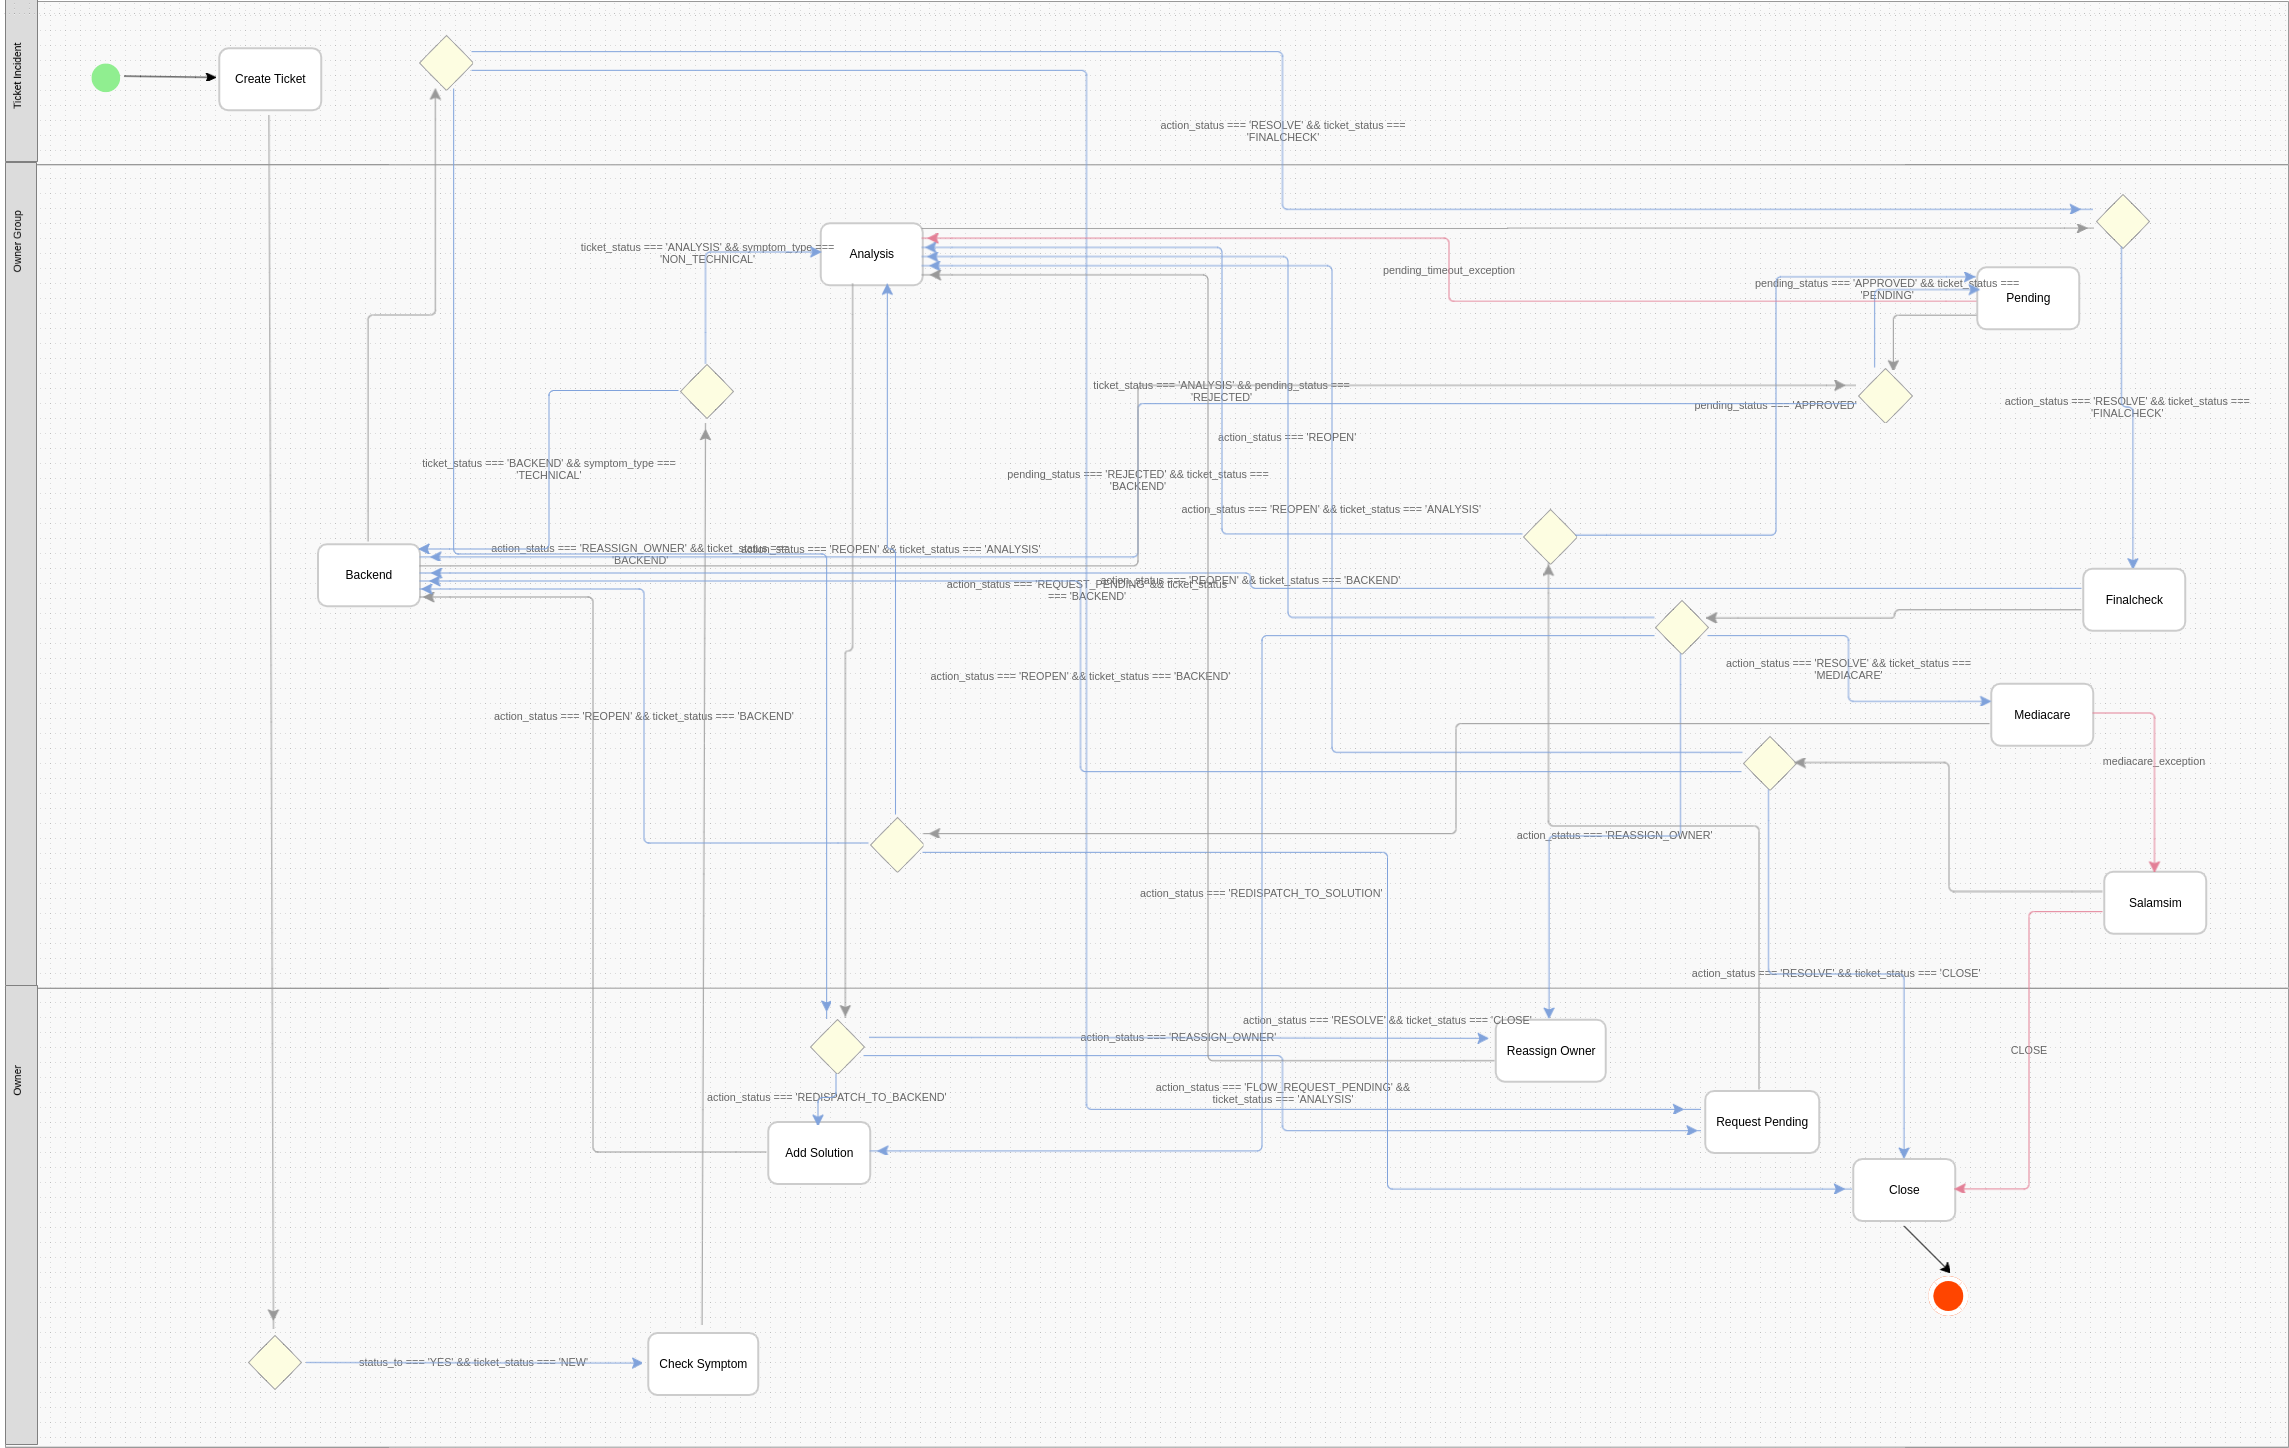 Ticket Incident
Create Ticket
action_status === 'RESOLVE' && ticket_status ===
'FINALCHECK'
Owner Group
ticket_status === 'ANALYSIS' && symptom_type ===
'NON_TECHNICAL'
Analysis
pending_timeout_exception
pending_status === 'APPROVED' && ticket_status ===
'PENDING'
Pending
ticket_status === 'ANALYSIS' && pending_status ===
'REJECTED'
pending_status === 'APPROVED'
action_status === 'RESOLVE' && ticket_status ===
'FINALCHECK'
action_status === 'REOPEN'
ticket_status === 'BACKEND' && symptom_type ===
'TECHNICAL'
pending_status === 'REJECTED' && ticket_status ===
'BACKEND'
action_status === 'REOPEN' && ticket_status === 'ANALYSIS'
action_status === 'REASSIGN_OWNER' && ticket_status ===
'BACKEND'
action_status === 'REOPEN' && ticket_status === 'ANALYSIS'
Backend
action_status === 'REQUEST_PENDING' && ticket_status
=== 'BACKEND'
action_status === 'REOPEN' && ticket_status === 'BACKEND'
Finalcheck
action_status === 'RESOLVE' && ticket_status ===
'MEDIACARE'
action_status === 'REOPEN' && ticket_status === 'BACKEND'
action_status === 'REOPEN' && ticket_status === 'BACKEND'
Mediacare
mediacare_exception
action_status === 'REASSIGN_OWNER'
action_status === 'REDISPATCH_TO_SOLUTION'
Salamsim
action_status === 'RESOLVE' && ticket_status === 'CLOSE'
Owner
action_status === 'RESOLVE' && ticket_status === 'CLOSE'
action_status === 'REASSIGN_OWNER'
Reassign Owner
CLOSE
action_status === 'REDISPATCH_TO_BACKEND'
action_status === 'FLOW_REQUEST_PENDING' &&
ticket_status === 'ANALYSIS'
Request Pending
Add Solution
Close
status_to === 'YES' && ticket_status === 'NEW'
Check Symptom